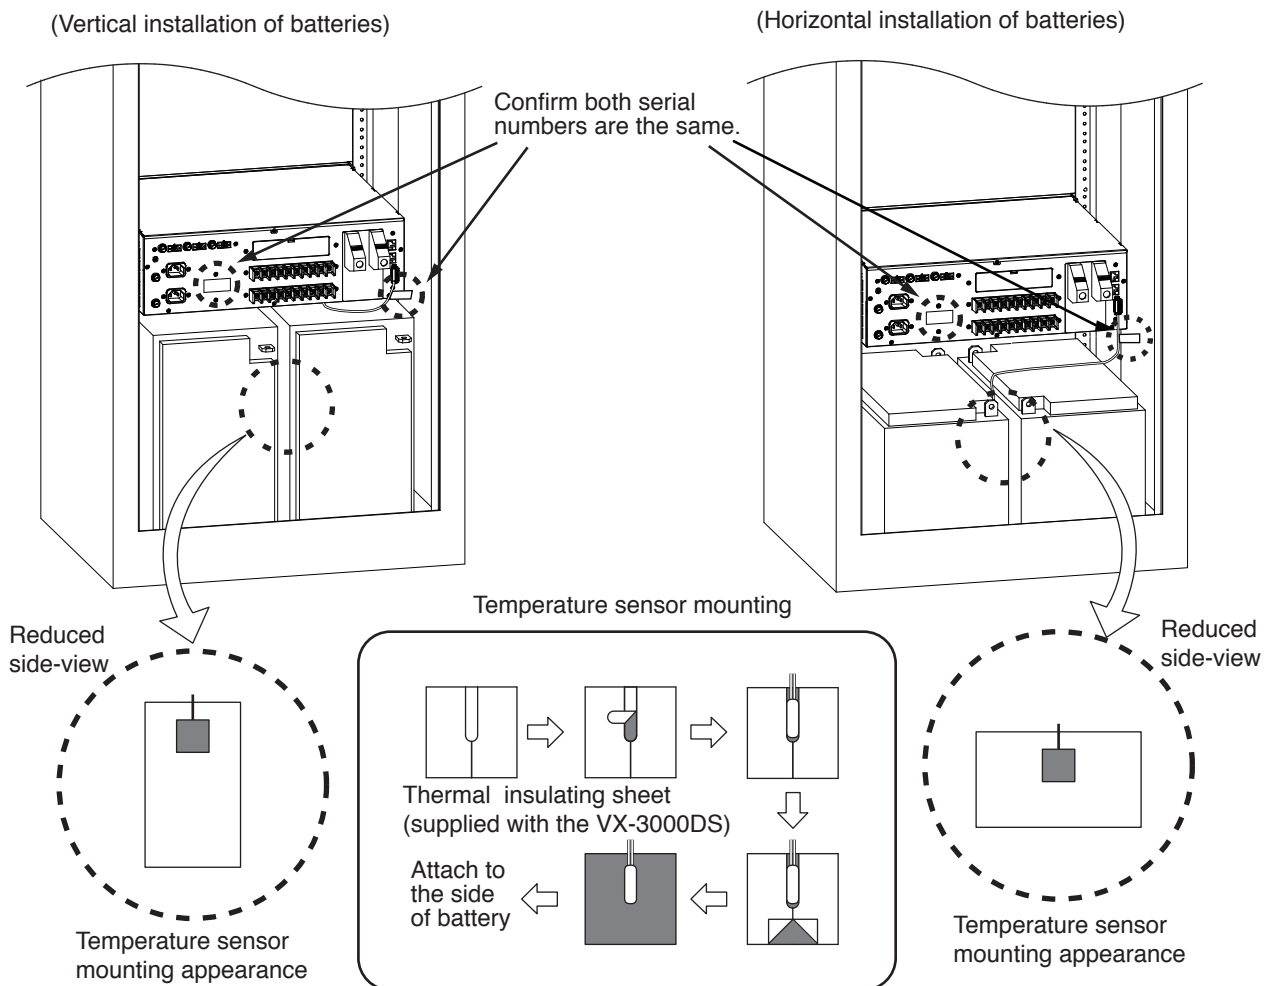 (Vertical installation of batteries)
(Horizontal installation of batteries)
Confirm both serial
numbers are the same.
Temperature sensor mounting
Reduced
side-view
Reduced
side-view
Thermal insulating sheet
(supplied with the VX-3000DS)
Attach to
the side
of battery
Temperature sensor
mounting appearance
Temperature sensor
mounting appearance